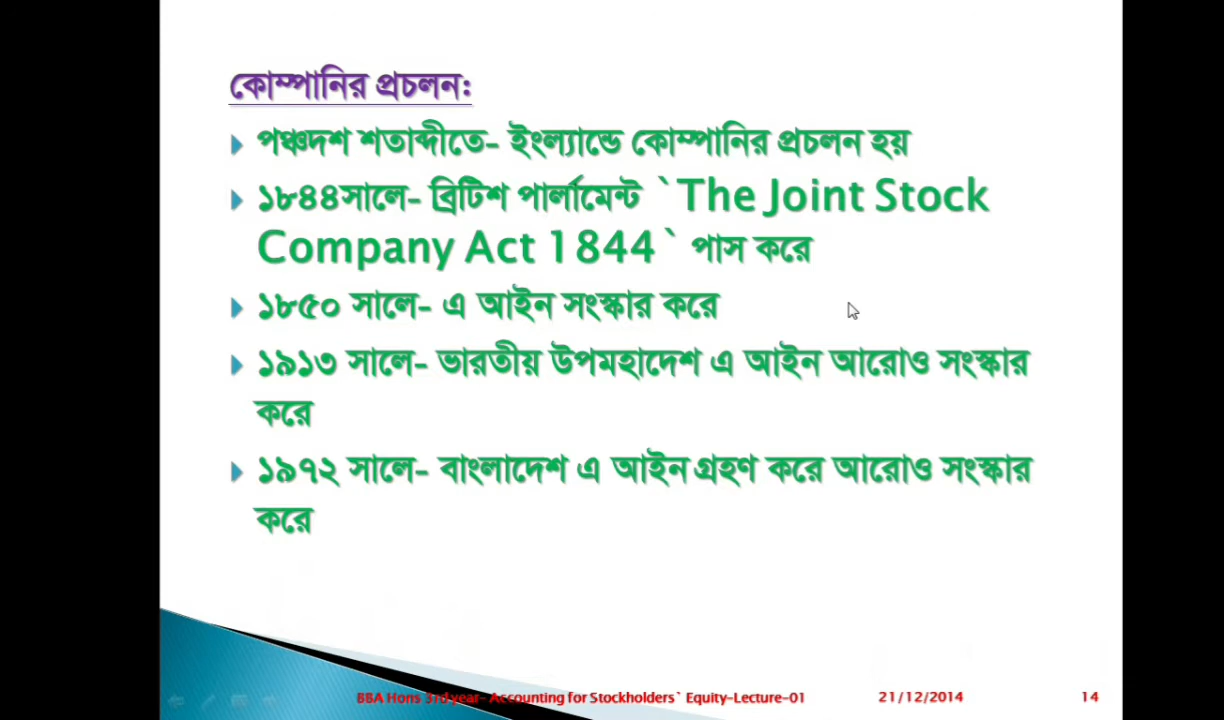 কোম্পানির প্রচলন:
পঞ্চদশ শতাব্দীতে- ইংল্যান্ডে কোম্পানির প্রচলন হয়
১৮৪৪সালে- ব্রিটিশ পার্লামেন্ট `The Joint Stock
Company Act 1844` পাস করে
১৮৫০ সালে- এ আইন সংস্কার করে
১৯১৩ সালে- ভারতীয় উপমহাদেশ এ আইন আরোও সংস্কার
করে
১৯৭২ সালে- বাংলাদেশ এ আইন গ্রহণ করে আরোও সংস্কার
করে
BBA Hons 3rd year- Accounting for Stockholders` Equity-Lecture-01 21/12/2014 14